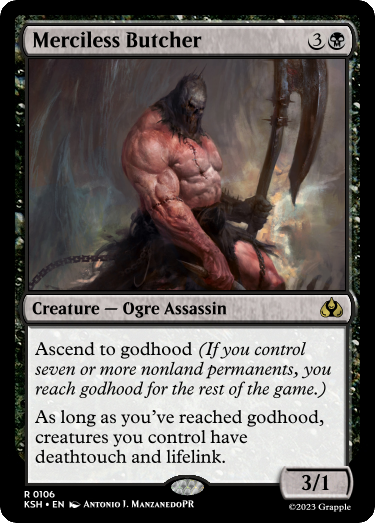 Merciless Butcher 3
Creature — Ogre Assassin
Ascend to godhood (If you control
seven or more nonland permanents, you
reach godhood for the rest of the game.)
As long as you've reached godhood,
creatures you control have
deathtouch and lifelink.
3/1
R 0106
KSH • EN Antonio J. ManzanedoPR
©2023 Grapple